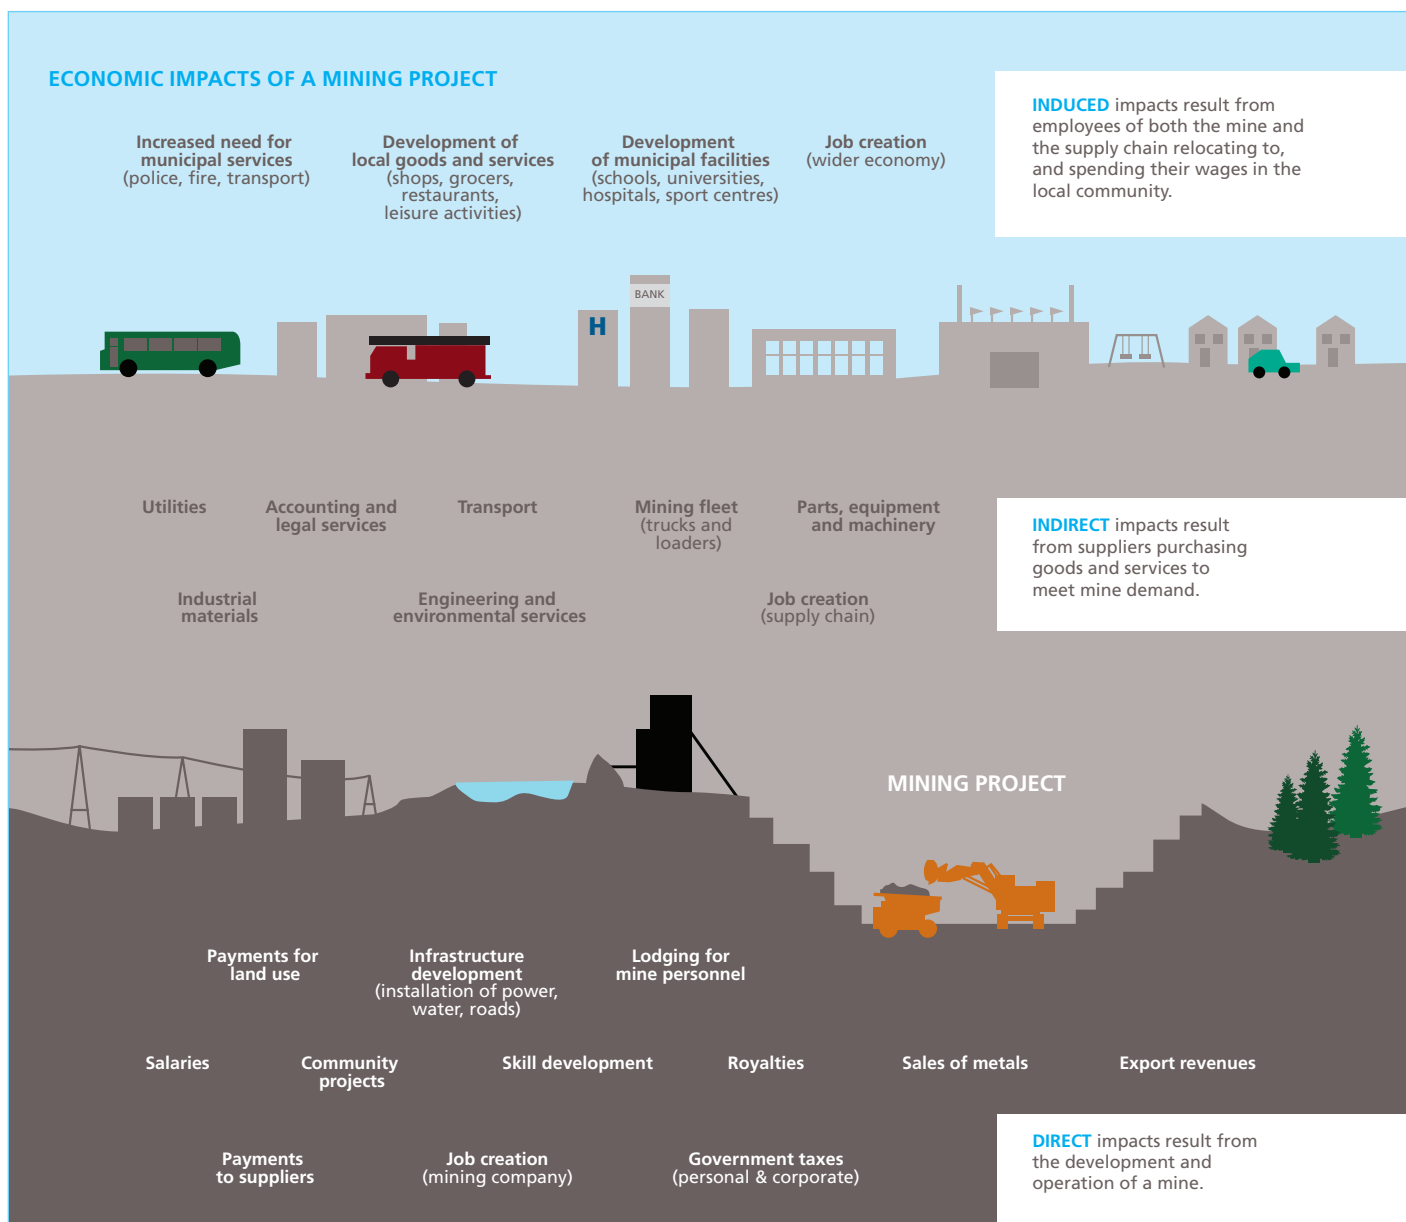 ECONOMIC IMPACTS OF A MINING PROJECT
Increased need for
municipal services
(police, fire, transport)
Development of
local goods and services
(shops, grocers,
restaurants,
leisure activities)
Development
of municipal facilities
(schools, universities,
hospitals, sport centres)
Job creation
(wider economy)
INDUCED impacts result from
employees of both the mine and
the supply chain relocating to,
and spending their wages in the
local community.
BANK
H
Utilities
Accounting and
legal services
Transport
Mining fleet
(trucks and
loaders)
Parts, equipment
and machinery
INDIRECT impacts result
from suppliers purchasing
goods and services to
meet mine demand.
Industrial
materials
Engineering and
environmental services
Job creation
(supply chain)
MINING PROJECT
Payments for
land use
Infrastructure
development
(installation of power,
water, roads)
Lodging for
mine personnel
Salaries
Community
projects
Skill development
Royalties
Sales of metals
Export revenues
Payments
to suppliers
Job creation
(mining company)
Government taxes
(personal & corporate)
DIRECT impacts result from
the development and
operation of a mine.